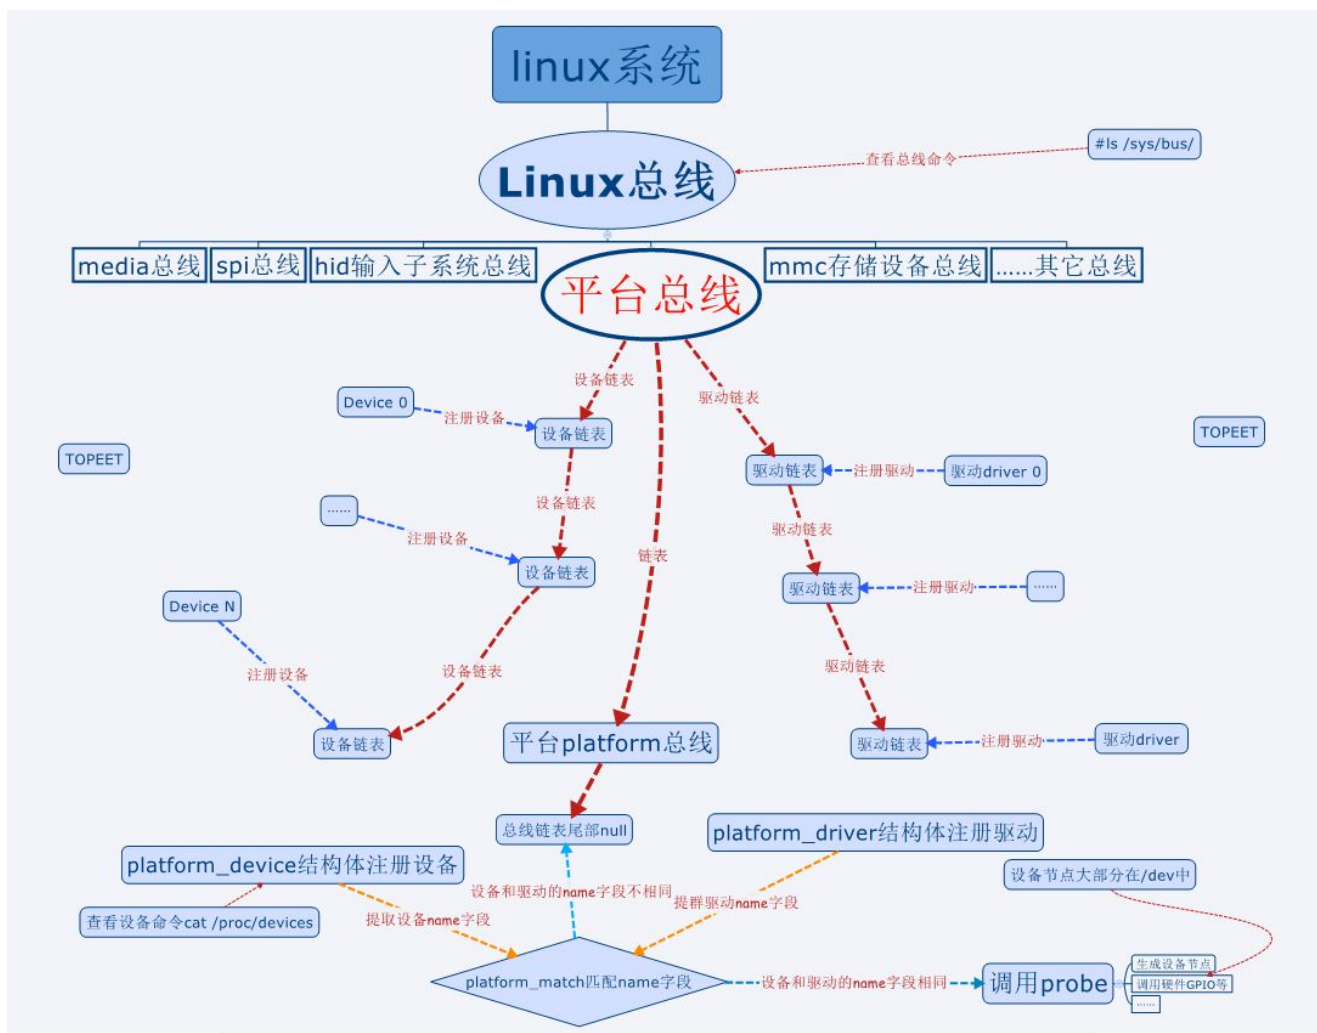 linux系统
Linux总线
#ls /sys/bus/
查看总线命令
media总线
spi总线
hid输入子系统总线
平台总线
mmc存储设备总线
......其它总线
设备链表
驱动链表
Device 0
注册设备
设备链表
TOPEET
TOPEET
驱动链表
注册驱动
驱动driver 0
设备链表
......
注册设备
驱动链表
链表
设备链表
驱动链表
注册驱动
......
Device N
注册设备
设备链表
驱动链表
设备链表
平台platform总线
驱动链表
注册驱动
驱动driver
总线链表尾部null
platform_driver结构体注册驱动
platform_device结构体注册设备
设备节点大部分在/dev中
设备和驱动的name字段不相同
提群驱动name字段
查看设备命令cat /proc/devices
提取设备name字段
platform_match匹配name字段
设备和驱动的name字段相同
调用probe
生成设备节点
调用硬件GPIO等
......